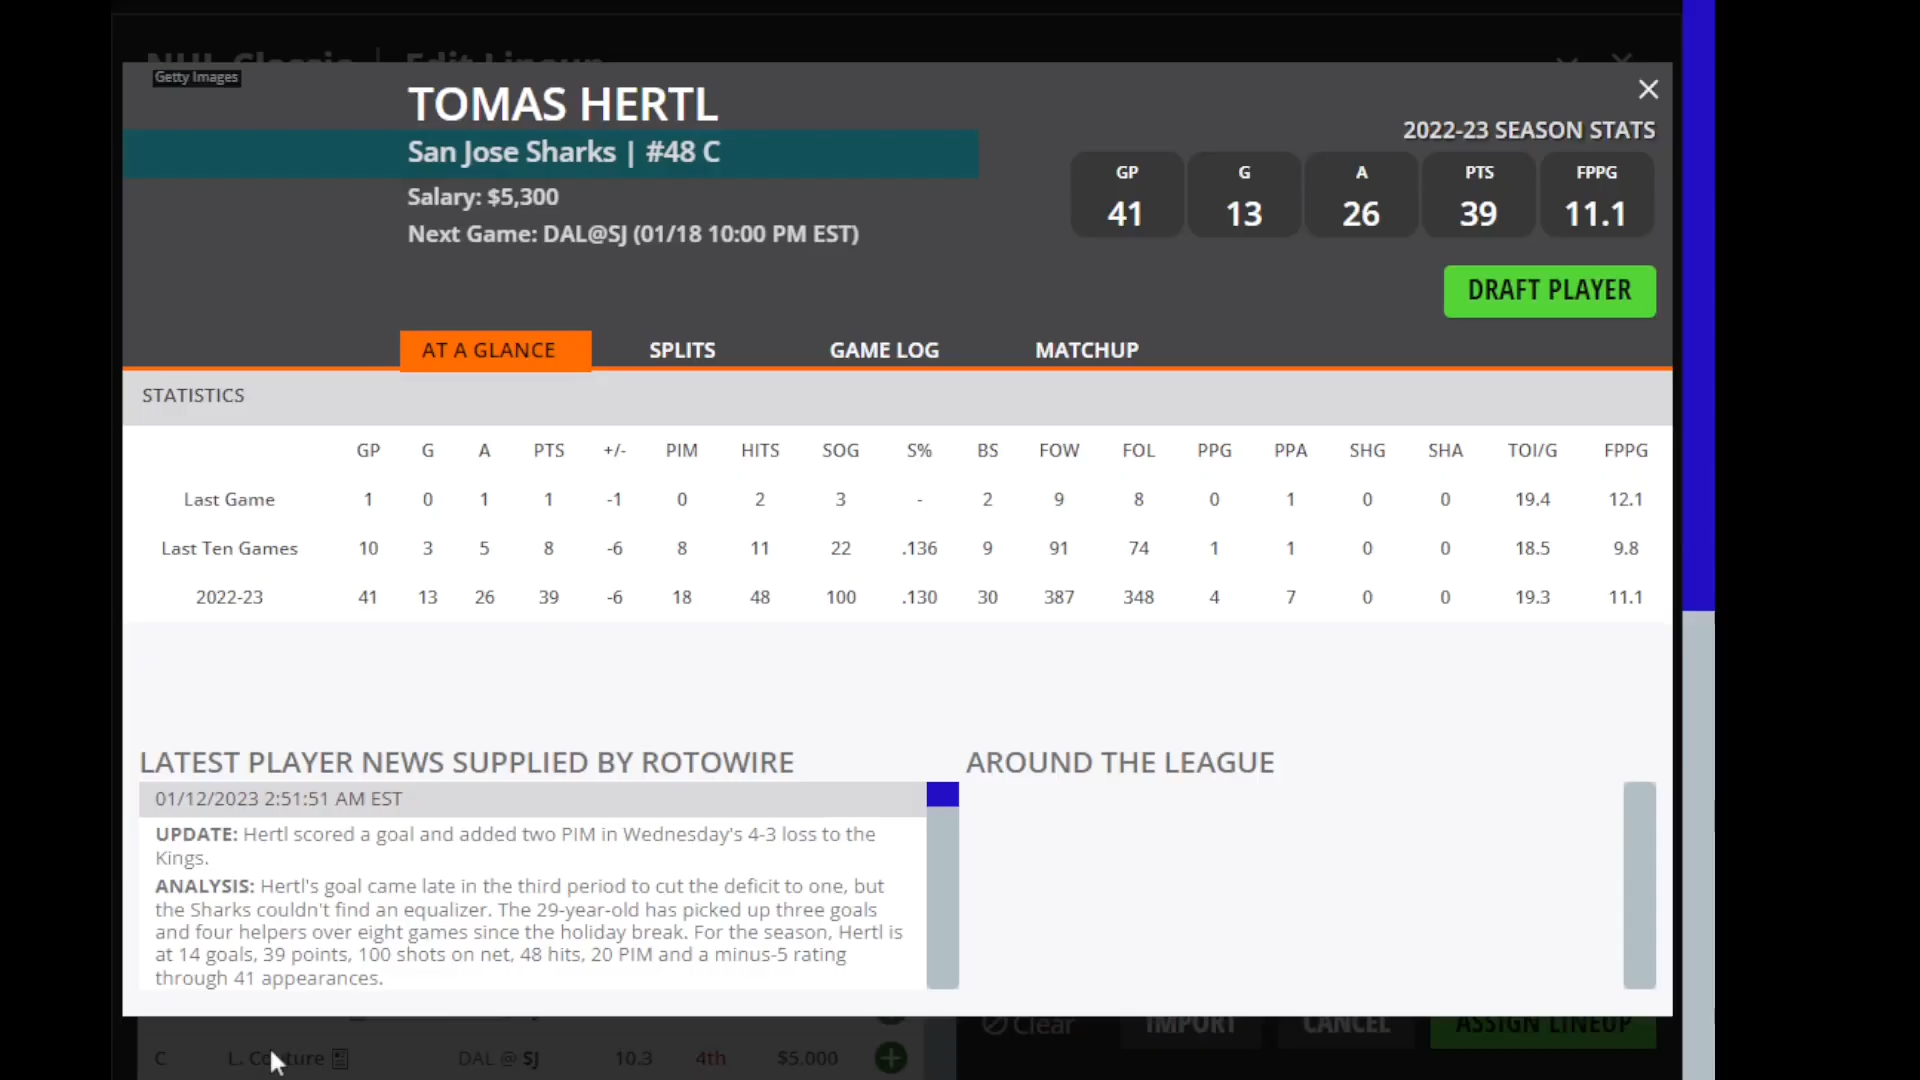 NHL Classic | Edit Lineup
Getty Images
TOMAS HERTL
San Jose Sharks | #48 C
Salary: $5,300
Next Game: DAL@SJ (01/18 10:00 PM EST)
2022-23 SEASON STATS
GP G A PTS FPPG
41 13 26 39 11.1
DRAFT PLAYER
AT A GLANCE SPLITS GAME LOG MATCHUP
STATISTICS
GP G A PTS +/- PIM HITS SOG S% BS FOW FOL PPG PPA SHG SHA TOI/G FPPG
Last Game 1 0 1 1 -1 0 2 3 - 2 9 8 0 1 0 0 19.4 12.1
Last Ten Games 10 3 5 8 -6 8 11 22 .136 9 91 74 1 1 0 0 18.5 9.8
2022-23 41 13 26 39 -6 18 48 100 .130 30 387 348 4 7 0 0 19.3 11.1
LATEST PLAYER NEWS SUPPLIED BY ROTOWIRE
01/12/2023 2:51:51 AM EST
UPDATE: Hertl scored a goal and added two PIM in Wednesday's 4-3 loss to the
Kings.
ANALYSIS: Hertl's goal came late in the third period to cut the deficit to one, but
the Sharks couldn't find an equalizer. The 29-year-old has picked up three goals
and four helpers over eight games since the holiday break. For the season, Hertl is
at 14 goals, 39 points, 100 shots on net, 48 hits, 20 PIM and a minus-5 rating
through 41 appearances.
AROUND THE LEAGUE
Clear IMPORT CANCEL ASSIGN LINEUP
C L. Couture DAL @ SJ 10.3 4th $5,000